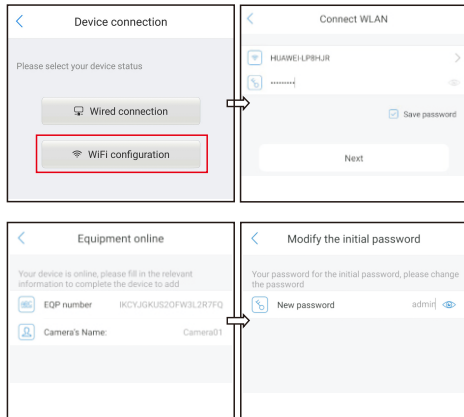 Device connection
Please select your device status
Wired connection
WiFi configuration
Connect WLAN
HUAWEI-LP8HJR
•••••••••
Save password
Next
Equipment online
Your device is online, please fill in the relevant
information to complete the device to add
EQP number IKCYJGKUS2OFW3L2R7FQ
Camera's Name: Camera01
Modify the initial password
Your password for the initial password, please change
the password
New password admin